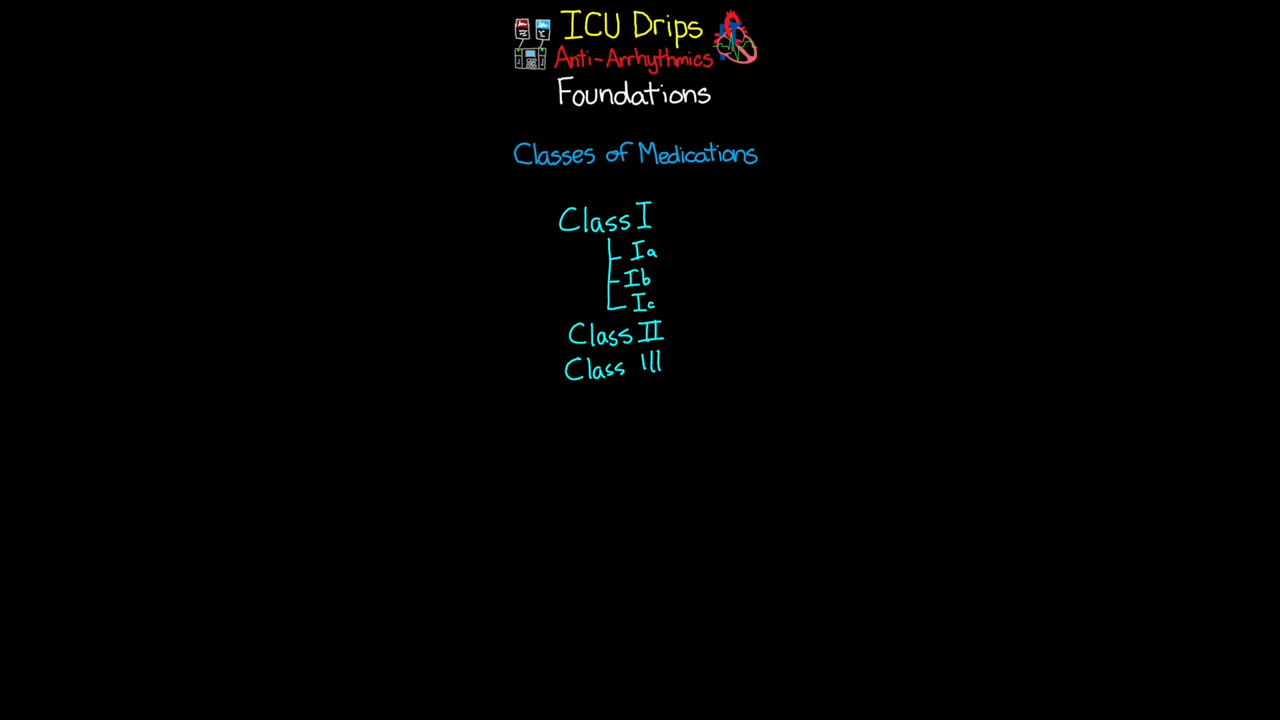 ICU Drips
Anti-Arrhythmics
Foundations
Classes of Medications
Class I
Ia
Ib
Ic
Class II
Class III